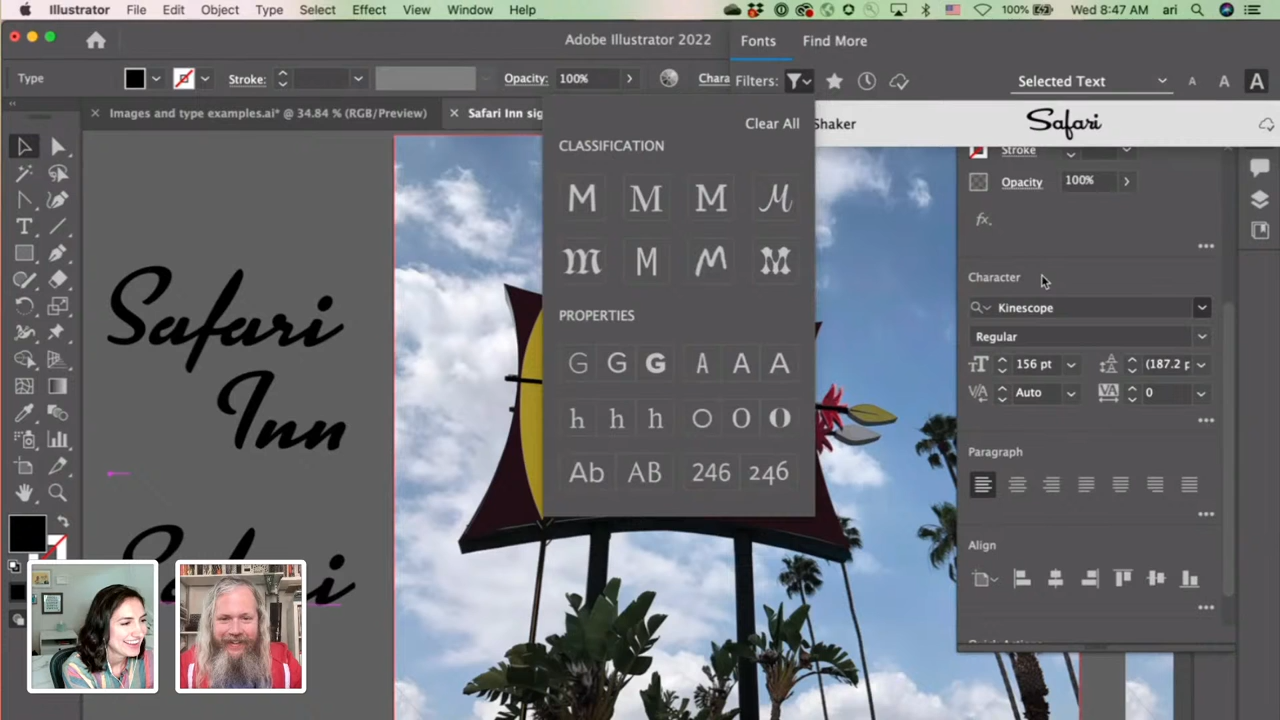 Illustrator File Edit Object Type Select Effect View Window Help 100% Wed 8:47 AM ari
Adobe Illustrator 2022 Fonts Find More
Type Stroke: Opacity: 100% Chara Filters: Selected Text A A A
Images and type examples.ai* @ 34.84 % (RGB/Preview) Safari Inn sig
Clear All Shaker Safari
CLASSIFICATION
Stroke
M M M M
Opacity 100%
fx.
M M M M
Character
Kinescope
PROPERTIES
Regular
G G G A A A
156 pt (187.2 p
Auto 0
h h h O O O
Paragraph
Ab AB 246 246
Align
Safari
Inn
Safari